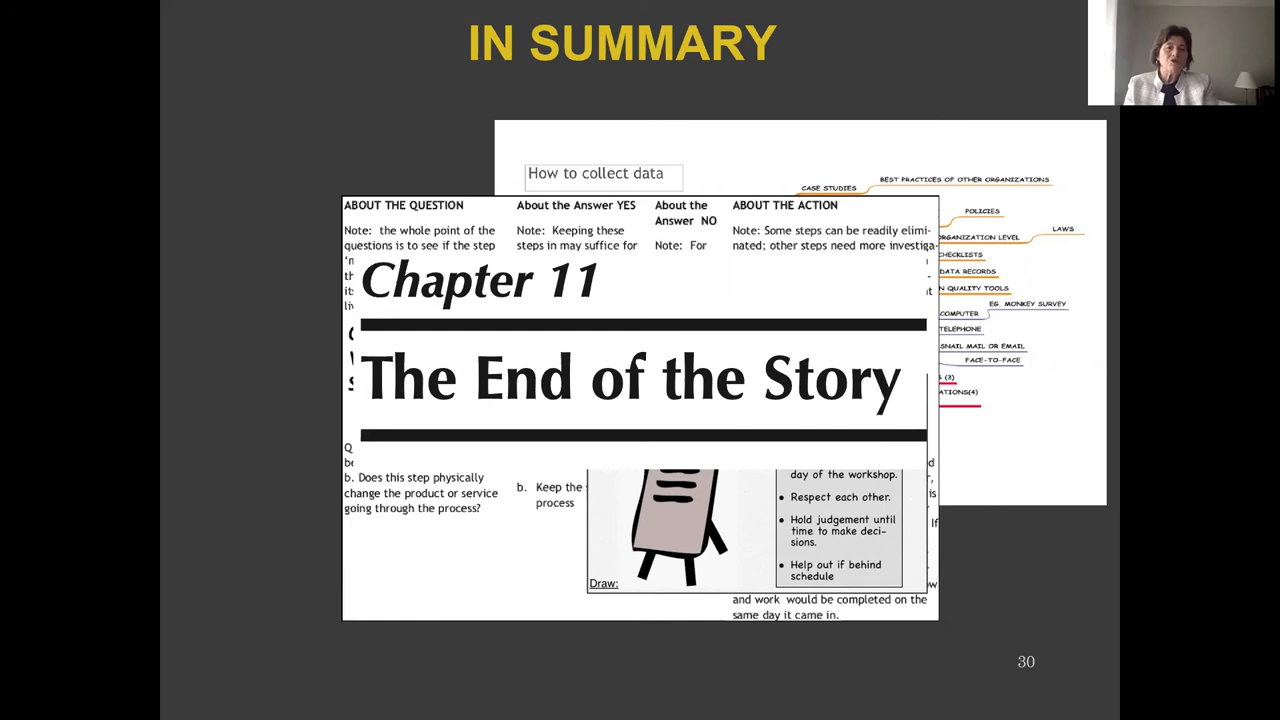 IN SUMMARY
How to collect data
CASE STUDIES
BEST PRACTICES OF OTHER ORGANIZATIONS
POLICIES
ORGANIZATION LEVEL
LAWS
CHECKLISTS
DATA RECORDS
N QUALITY TOOLS
EG. MONKEY SURVEY
COMPUTER
TELEPHONE
SNAIL MAIL OR EMAIL
FACE-TO-FACE
(3)
ATIONS(4)
ABOUT THE QUESTION
Note: the whole point of the
questions is to see if the step
About the Answer YES
Note: Keeping these
steps in may suffice for
About the
Answer NO
Note: For
ABOUT THE ACTION
Note: Some steps can be readily elimi-
nated; other steps need more investiga-
Chapter 11
The End of the Story
b. Does this step physically
change the product or service
going through the process?
b. Keep the
process
Draw:
day of the workshop.
• Respect each other.
• Hold judgement until
time to make deci-
sions.
• Help out if behind
schedule
and work would be completed on the
same day it came in.
30